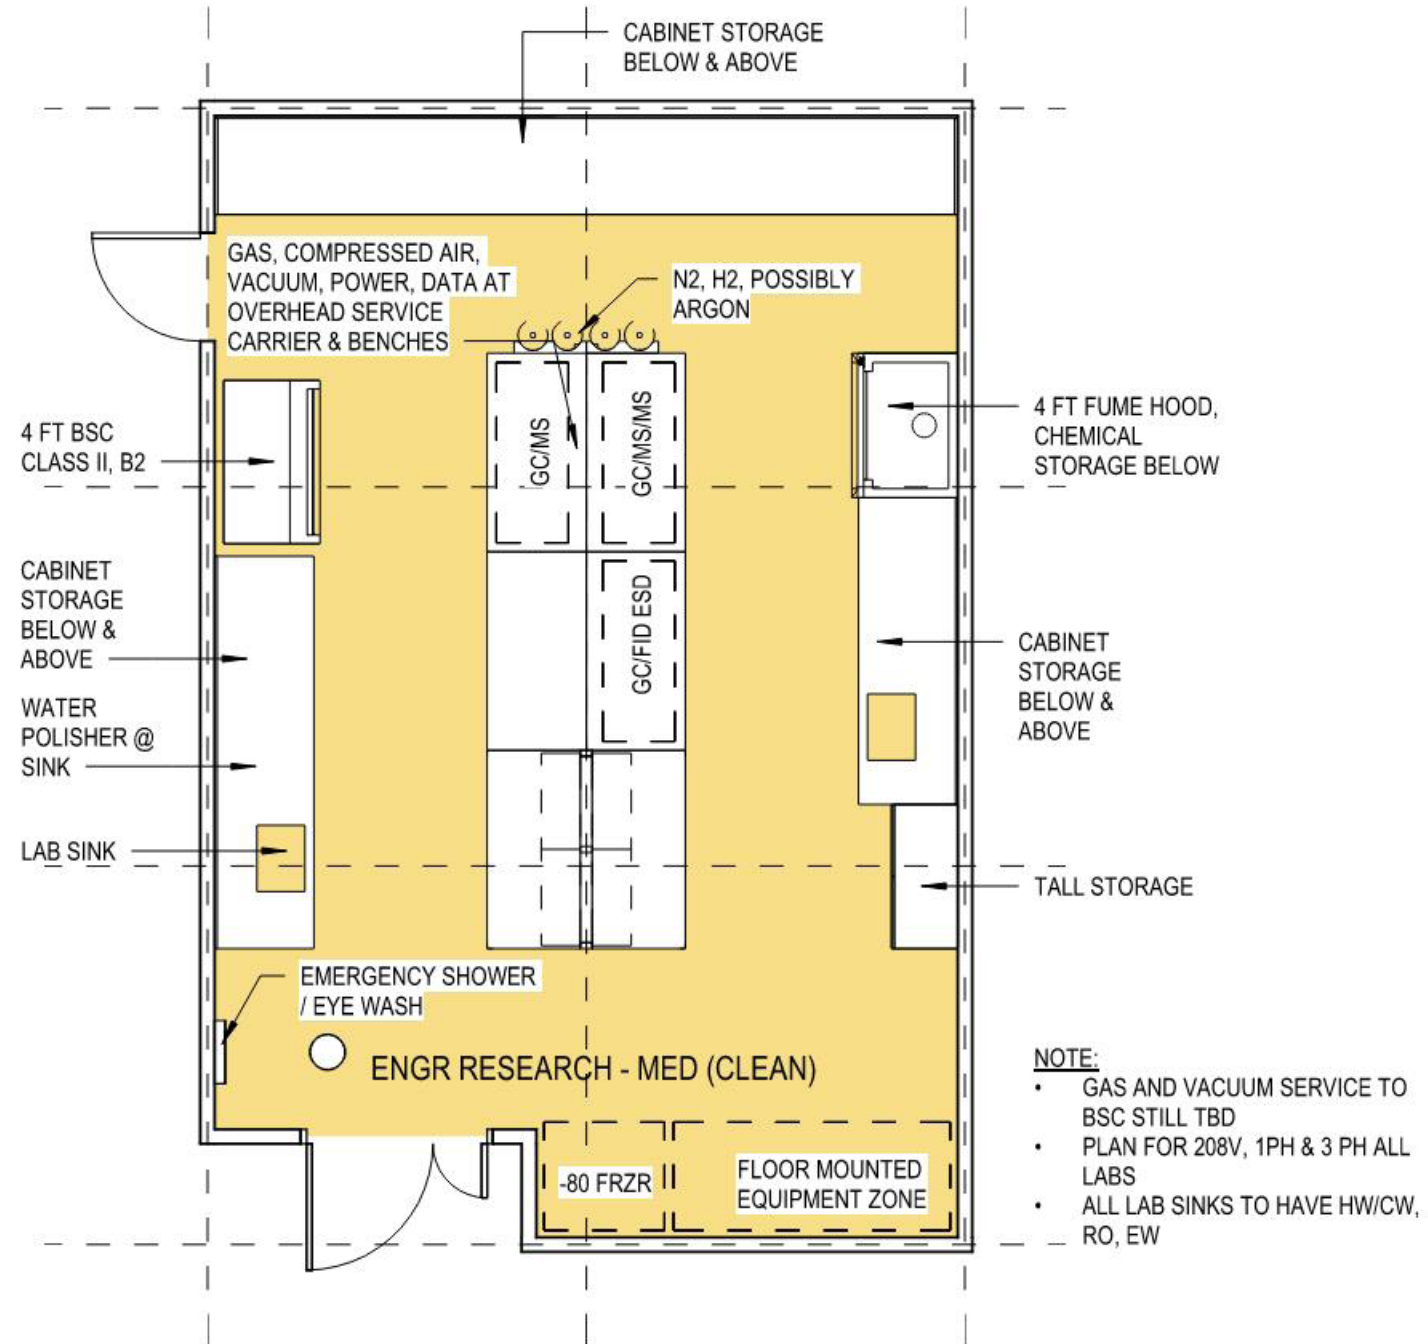 CABINET STORAGE
BELOW & ABOVE
GAS, COMPRESSED AIR,
VACUUM, POWER, DATA AT
OVERHEAD SERVICE
CARRIER & BENCHES
N2, H2, POSSIBLY
ARGON
4 FT BSC
CLASS II, B2
GC/MS
GC/MS/MS
4 FT FUME HOOD,
CHEMICAL
STORAGE BELOW
CABINET
STORAGE
BELOW &
ABOVE
GC/FID ESD
CABINET
STORAGE
BELOW &
ABOVE
WATER
POLISHER @
SINK
LAB SINK
TALL STORAGE
EMERGENCY SHOWER
/ EYE WASH
ENGR RESEARCH - MED (CLEAN)
-80 FRZR
FLOOR MOUNTED
EQUIPMENT ZONE
NOTE:
• GAS AND VACUUM SERVICE TO
BSC STILL TBD
• PLAN FOR 208V, 1PH & 3 PH ALL
LABS
• ALL LAB SINKS TO HAVE HW/CW,
RO, EW